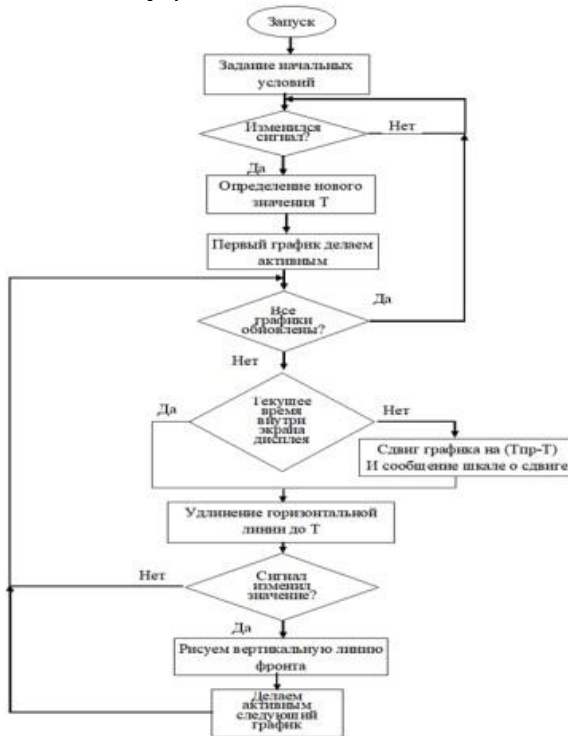 Запуск
Задание начальных
условий
Изменился
сигнал?
Нет
Да
Определение нового
значения Т
Первый график делаем
активным
Все
графики
обновлены?
Да
Нет
Текущее
время
внутри
экрана
дисплея
Да
Нет
Сдвиг графика на (Тпр-Т)
И сообщение шкале о сдвиге
Удлинение горизонтальной
линии до Т
Сигнал
изменил
значение?
Нет
Да
Рисуем вертикальную линию
фронта
Делаем
активным
следующий
график